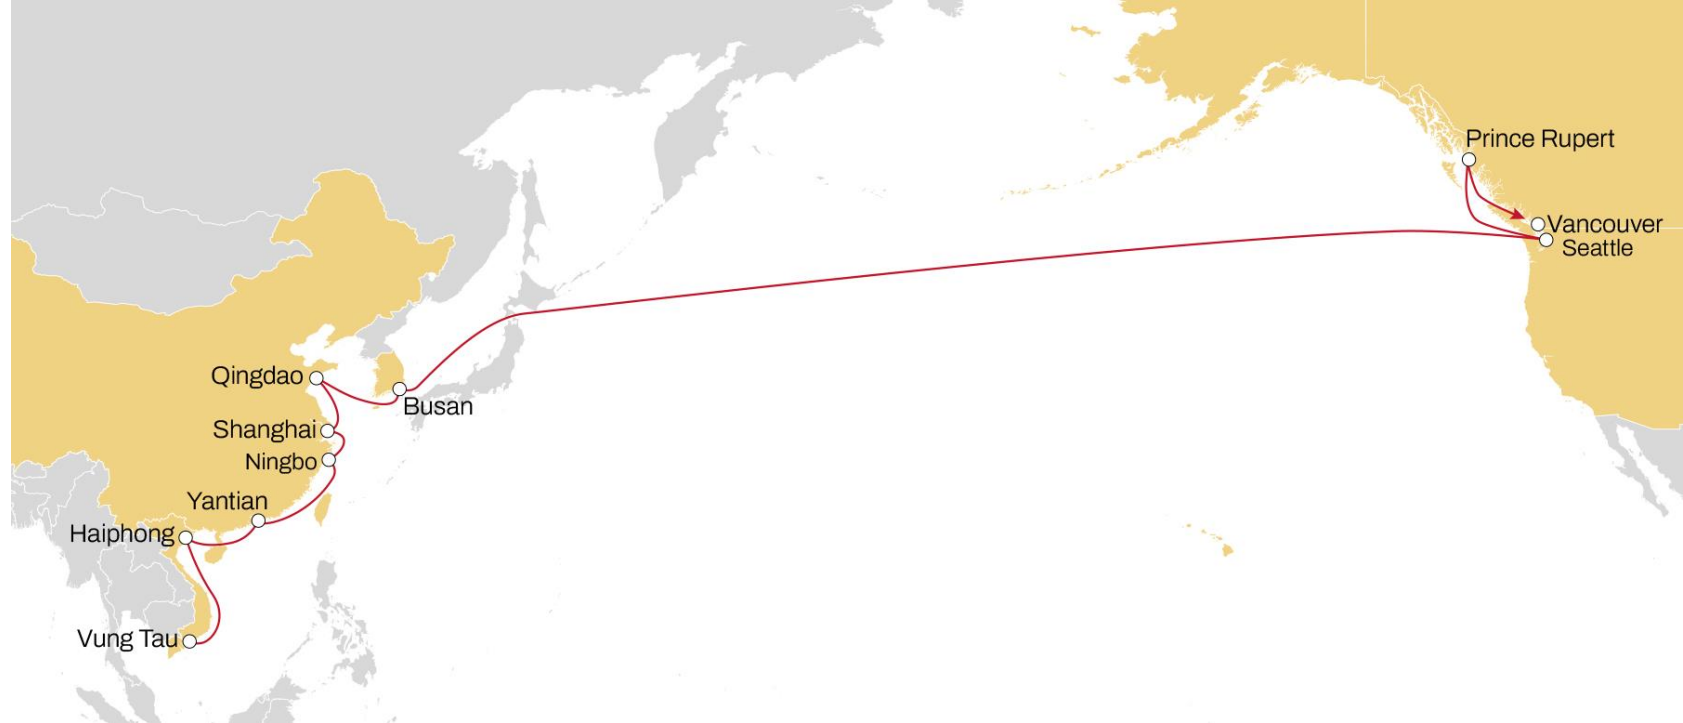 Prince Rupert
Vancouver
Seattle
Qingdao
Busan
Shanghai
Ningbo
Yantian
Haiphong
Vung Tau